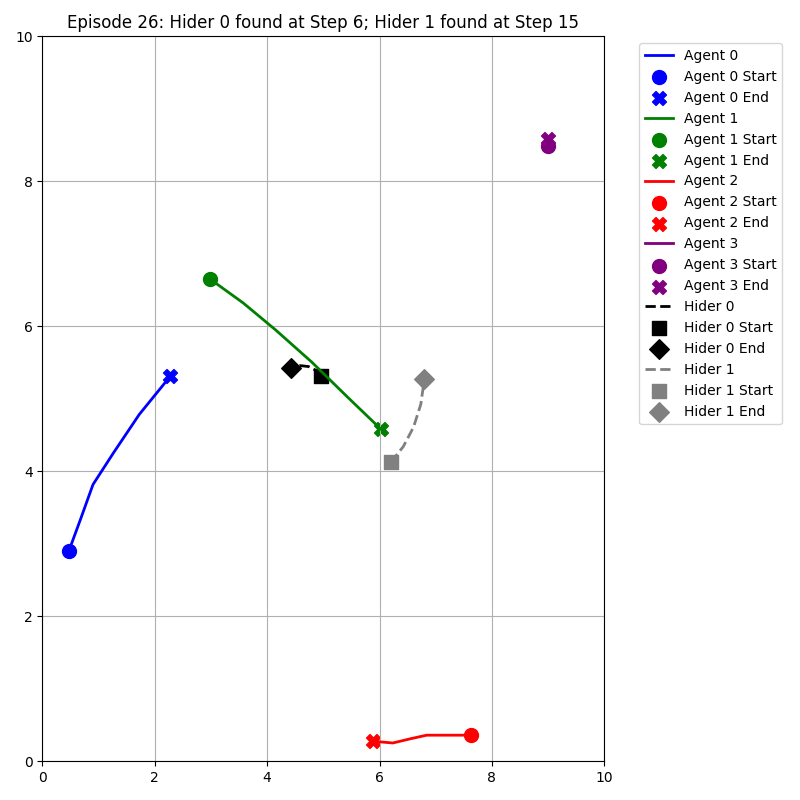 Episode 26: Hider 0 found at Step 6; Hider 1 found at Step 15
10
8
6
4
2
0
0 2 4 6 8 10
Agent 0
Agent 0 Start
Agent 0 End
Agent 1
Agent 1 Start
Agent 1 End
Agent 2
Agent 2 Start
Agent 2 End
Agent 3
Agent 3 Start
Agent 3 End
Hider 0
Hider 0 Start
Hider 0 End
Hider 1
Hider 1 Start
Hider 1 End